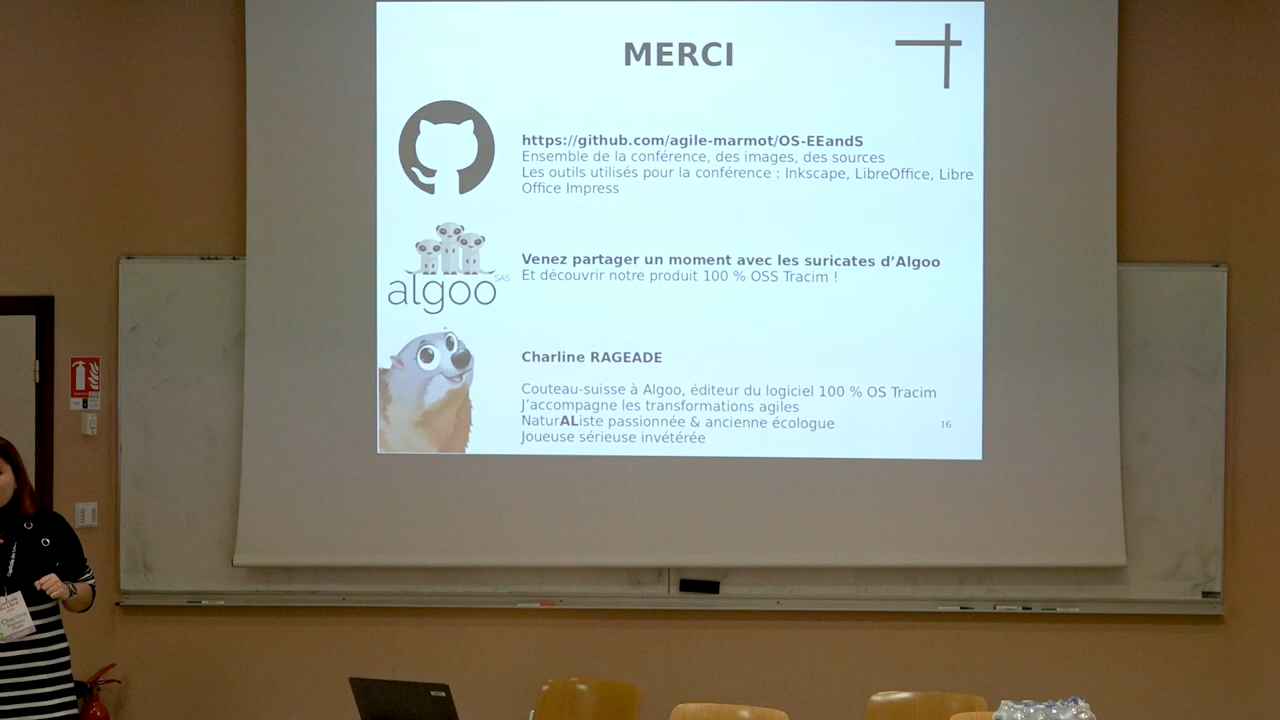 MERCI
https://github.com/agile-marmot/OS-EEandS
Ensemble de la conférence, des images, des sources
Les outils utilisés pour la conférence : Inkscape, LibreOffice, Libre
Office Impress
algoo SAS
Venez partager un moment avec les suricates d’Algoo
Et découvrir notre produit 100 % OSS Tracim !
Charline RAGEADE
Couteau-suisse à Algoo, éditeur du logiciel 100 % OS Tracim
J’accompagne les transformations agiles
NaturAListe passionnée & ancienne écologue
Joueuse sérieuse invétérée
16
Charline